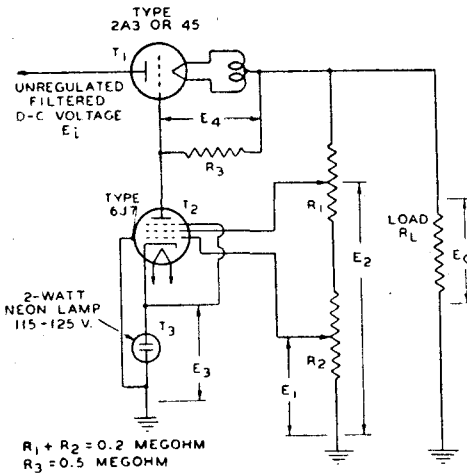 TYPE
2A3 OR 45
T1
UNREGULATED
FILTERED
D-C VOLTAGE
Ei
E4
R3
TYPE
6J7
T2
R1
E2
LOAD
RL
2-WATT
NEON LAMP
115-125 V.
T3
E3
R2
E1
R1 + R2 = 0.2 MEGOHM
R3 = 0.5 MEGOHM